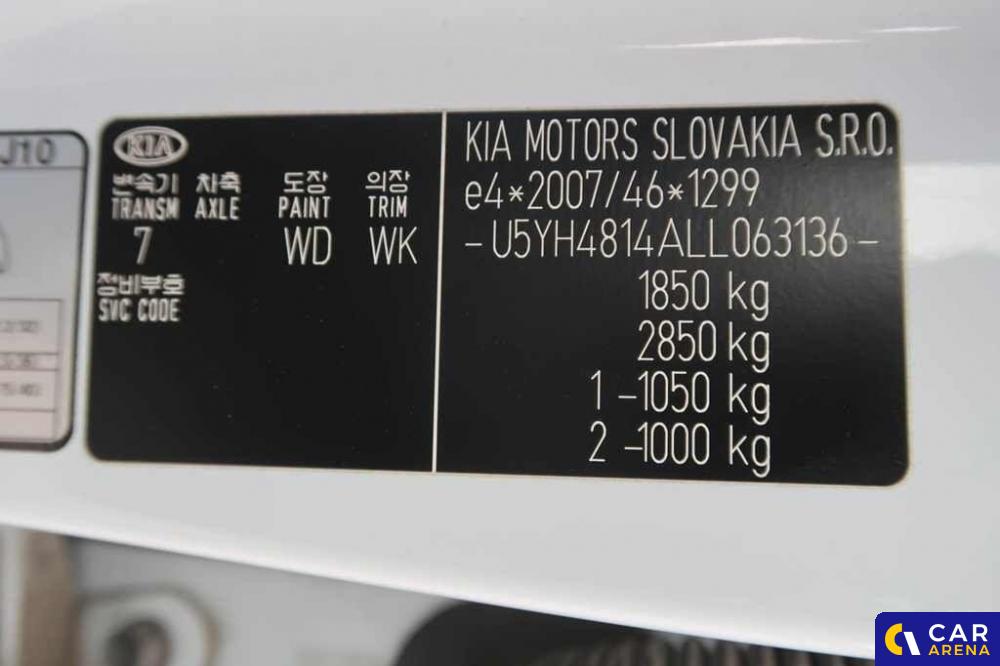 J10
KIA
변속기 차축 도장 의장
TRANSM AXLE PAINT TRIM
7 WD WK
정비부호
SVC CODE
KIA MOTORS SLOVAKIA S.R.O.
e4*2007/46*1299
-U5YH4814ALL063136-
1850 kg
2850 kg
1 -1050 kg
2 -1000 kg
CAR
ARENA